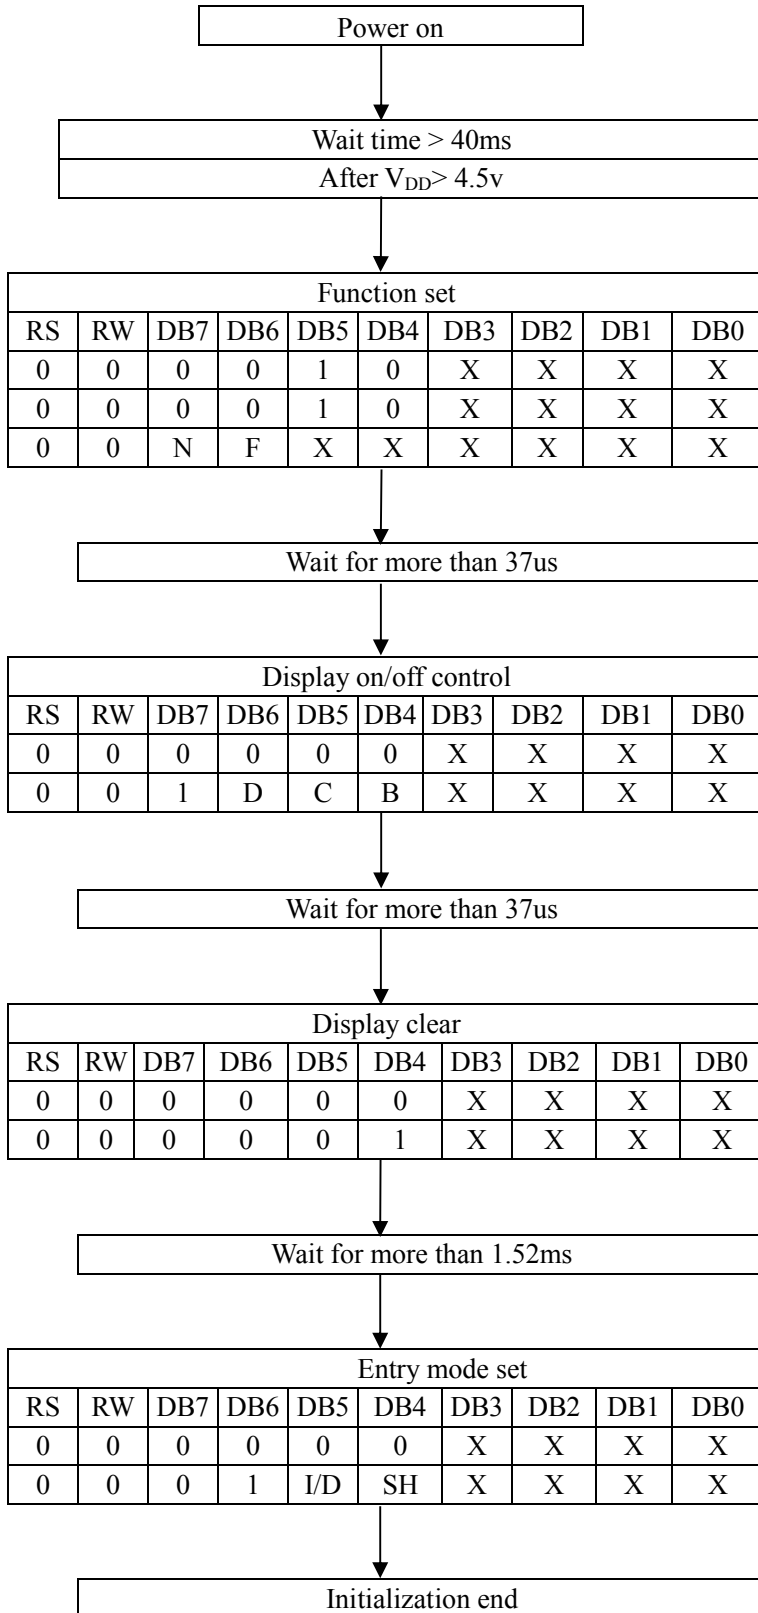 Power on
Wait time > 40ms
After VDD> 4.5v
Function set
RS RW DB7 DB6 DB5 DB4 DB3 DB2 DB1 DB0
0 0 0 0 1 0 X X X X
0 0 0 0 1 0 X X X X
0 0 N F X X X X X X
Wait for more than 37us
Display on/off control
RS RW DB7 DB6 DB5 DB4 DB3 DB2 DB1 DB0
0 0 0 0 0 0 X X X X
0 0 1 D C B X X X X
Wait for more than 37us
Display clear
RS RW DB7 DB6 DB5 DB4 DB3 DB2 DB1 DB0
0 0 0 0 0 0 X X X X
0 0 0 0 0 1 X X X X
Wait for more than 1.52ms
Entry mode set
RS RW DB7 DB6 DB5 DB4 DB3 DB2 DB1 DB0
0 0 0 0 0 0 X X X X
0 0 0 1 I/D SH X X X X
Initialization end